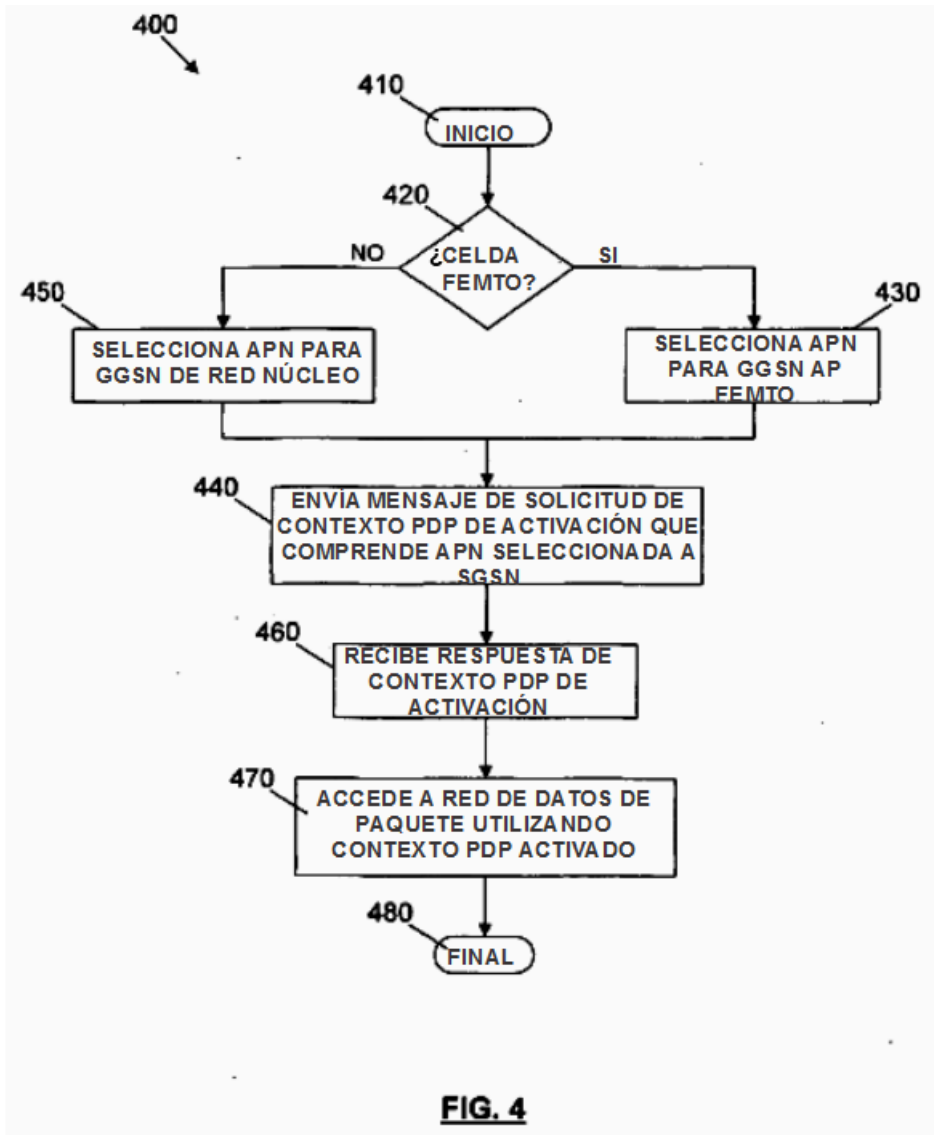 400
410
INICIO
420
¿CELDA
FEMTO?
NO
SI
450
SELECCIONA APN PARA
GGSN DE RED NÚCLEO
430
SELECCIONA APN
PARA GGSN AP
FEMTO
440
ENVÍA MENSAJE DE SOLICITUD DE
CONTEXTO PDP DE ACTIVACIÓN QUE
COMPRENDE APN SELECCIONADA A
SGSN
460
RECIBE RESPUESTA DE
CONTEXTO PDP DE
ACTIVACIÓN
470
ACCEDE A RED DE DATOS DE
PAQUETE UTILIZANDO
CONTEXTO PDP ACTIVADO
480
FINAL
FIG. 4